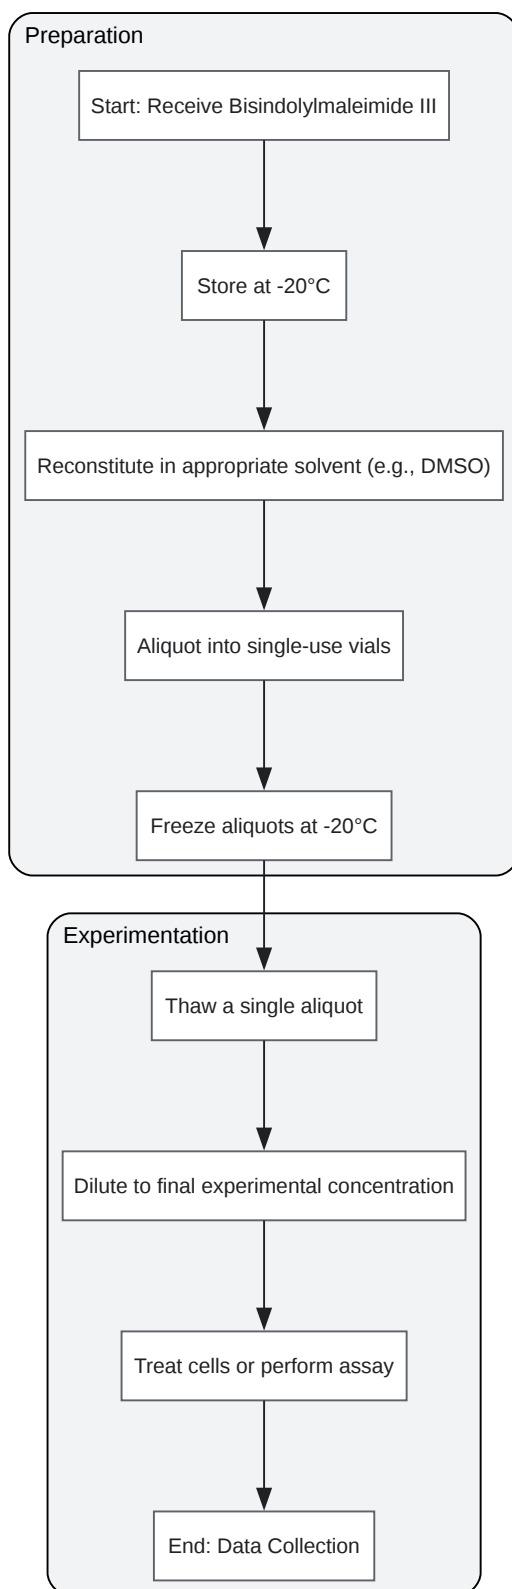 Preparation
Start: Receive Bisindolylmaleimide III
Store at -20°C
Reconstitute in appropriate solvent (e.g., DMSO)
Aliquot into single-use vials
Freeze aliquots at -20°C
Experimentation
Thaw a single aliquot
Dilute to final experimental concentration
Treat cells or perform assay
End: Data Collection